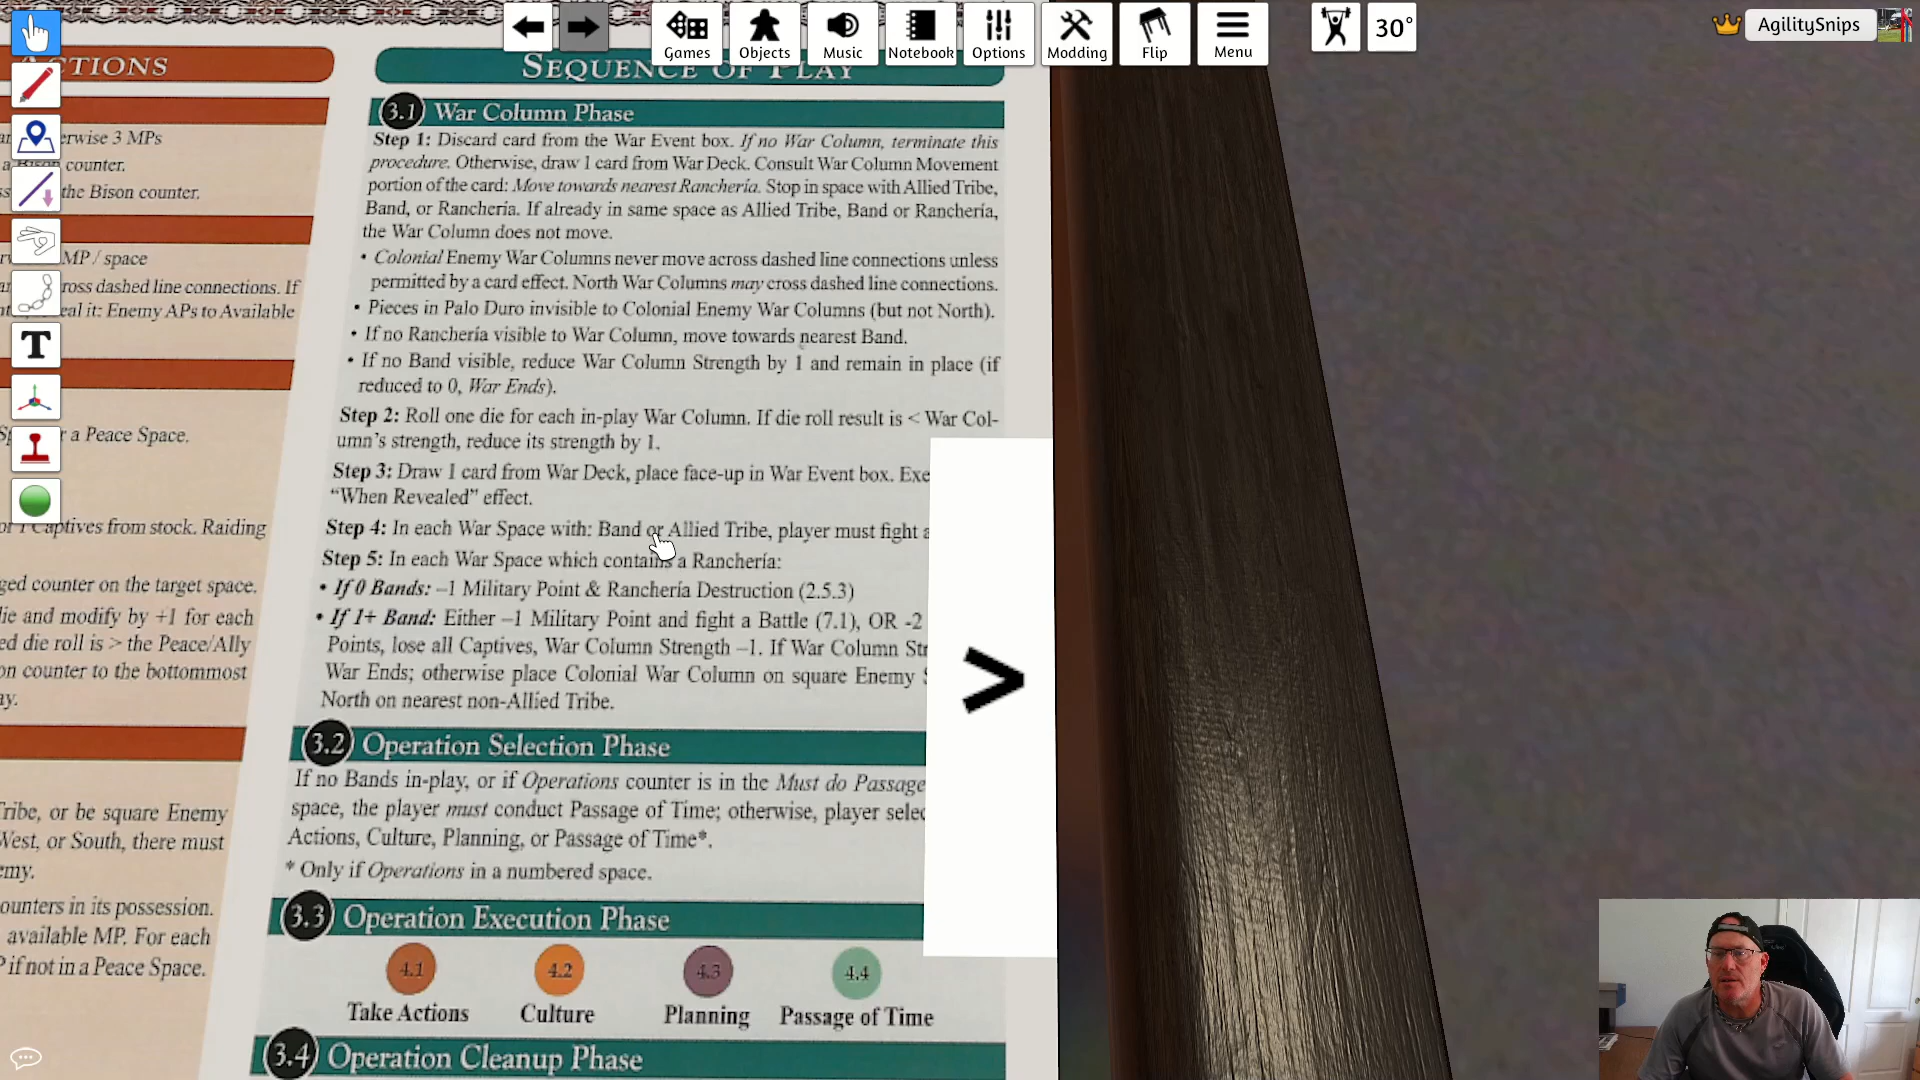 Games
Objects
Music
Notebook
Options
Modding
Flip
Menu
30°
AgilitySnips
ACTIONS
erwise 3 MPs
a Bison counter.
the Bison counter.
MP / space
ross dashed line connections. If
eal it: Enemy APs to Available
r a Peace Space.
or 1 Captives from stock. Raiding
ged counter on the target space.
die and modify by +1 for each
ed die roll is > the Peace/Ally
on counter to the bottommost
ay.
Tribe, or be square Enemy
West, or South, there must
emy.
ounters in its possession.
available MP. For each
P if not in a Peace Space.
SEQUENCE OF PLAY
3.1 War Column Phase
Step 1: Discard card from the War Event box. If no War Column, terminate this
procedure. Otherwise, draw 1 card from War Deck. Consult War Column Movement
portion of the card: Move towards nearest Ranchería. Stop in space with Allied Tribe,
Band, or Ranchería. If already in same space as Allied Tribe, Band or Ranchería,
the War Column does not move.
• Colonial Enemy War Columns never move across dashed line connections unless
permitted by a card effect. North War Columns may cross dashed line connections.
• Pieces in Palo Duro invisible to Colonial Enemy War Columns (but not North).
• If no Ranchería visible to War Column, move towards nearest Band.
• If no Band visible, reduce War Column Strength by 1 and remain in place (if
reduced to 0, War Ends).
Step 2: Roll one die for each in-play War Column. If die roll result is < War Col-
umn's strength, reduce its strength by 1.
Step 3: Draw 1 card from War Deck, place face-up in War Event box. Exe
"When Revealed" effect.
Step 4: In each War Space with: Band or Allied Tribe, player must fight a
Step 5: In each War Space which contains a Ranchería:
• If 0 Bands: –1 Military Point & Ranchería Destruction (2.5.3)
• If 1+ Band: Either –1 Military Point and fight a Battle (7.1), OR -2
Points, lose all Captives, War Column Strength –1. If War Column Str
War Ends; otherwise place Colonial War Column on square Enemy S
North on nearest non-Allied Tribe.
>
3.2 Operation Selection Phase
If no Bands in-play, or if Operations counter is in the Must do Passage
space, the player must conduct Passage of Time; otherwise, player selec
Actions, Culture, Planning, or Passage of Time*.
* Only if Operations in a numbered space.
3.3 Operation Execution Phase
4.1 4.2 4.3 4.4
Take Actions Culture Planning Passage of Time
3.4 Operation Cleanup Phase
T